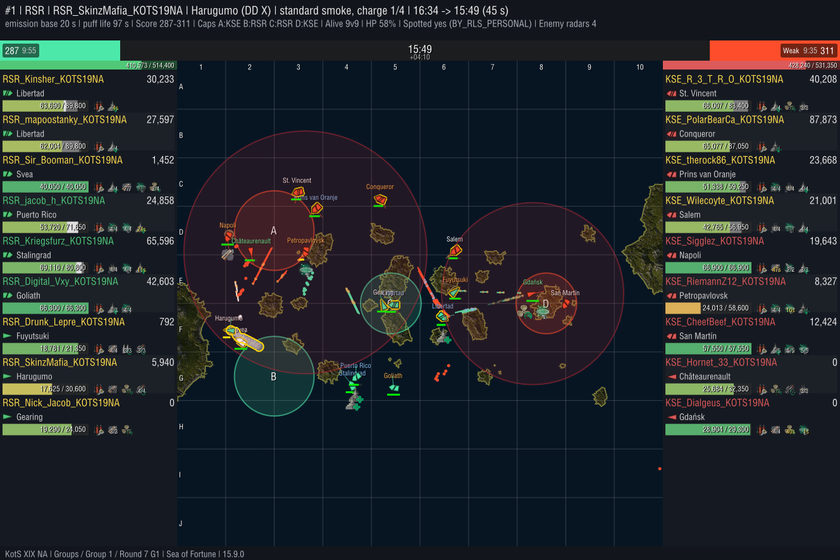 #1 | RSR | RSR_SkinzMafia_KOTS19NA | Harugumo (DD X) | standard smoke, charge 1/4 | 16:34 -> 15:49 (45 s)
emission base 20 s | puff life 97 s | Score 287-311 | Caps A:KSE B:RSR C:RSR D:KSE | Alive 9v9 | HP 58% | Spotted yes (BY_RLS_PERSONAL) | Enemy radars 4
287 9:55
15:49
+04:10
Weak 9:35 311
RSR_Kinsher_KOTS19NA 30,233
Libertad
RSR_mapoostanky_KOTS19NA 27,597
Libertad
RSR_Sir_Booman_KOTS19NA 1,452
Svea
RSR_jacob_h_KOTS19NA 24,858
Puerto Rico
RSR_Kriegsfurz_KOTS19NA 65,596
Stalingrad
RSR_Digital_Vxy_KOTS19NA 42,603
Goliath
RSR_Drunk_Lepre_KOTS19NA 792
Fuyutsuki
RSR_SkinzMafia_KOTS19NA 5,940
Harugumo
17,625 / 30,600
RSR_Nick_Jacob_KOTS19NA 0
Gearing
1 2 3 4 5 6 7 8 9 10
A
B
C
D
E
F
G
H
I
J
St. Vincent
Conqueror
Napoli
A
Petropavlovsk
Salem
Fuyutsuki
Gdańsk
San Martin
D
Libertad
Harugumo
B
Puerto Rico
Stalingrad
Goliath
KSE_R_3_T_R_O_KOTS19NA 40,208
St. Vincent
KSE_PolarBearCa_KOTS19NA 87,873
Conqueror
KSE_therock86_KOTS19NA 23,668
Prins van Oranje
KSE_Wilecoyte_KOTS19NA 21,001
Salem
KSE_Sigglez_KOTS19NA 19,643
Napoli
KSE_RiemannZ12_KOTS19NA 8,327
Petropavlovsk
24,013 / 58,600
KSE_CheefBeef_KOTS19NA 12,424
San Martin
KSE_Hornet_33_KOTS19NA 0
Châteaurenault
KSE_Dialgeus_KOTS19NA 0
Gdańsk
KotS XIX NA | Groups / Group 1 / Round 7 G1 | Sea of Fortune | 15.9.0